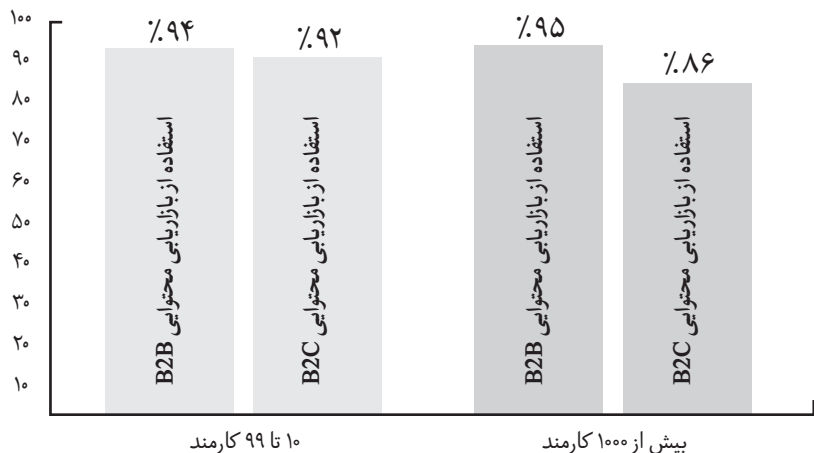 ۱۰۰
۹۰
۸۰
۷۰
۶۰
۵۰
۴۰
۳۰
۲۰
۱۰
٪۹۴
٪۹۲
٪۹۵
٪۸۶
استفاده از بازاریابی محتوایی B2B
استفاده از بازاریابی محتوایی B2C
استفاده از بازاریابی محتوایی B2B
استفاده از بازاریابی محتوایی B2C
۱۰ تا ۹۹ کارمند
بیش از ۱۰۰۰ کارمند